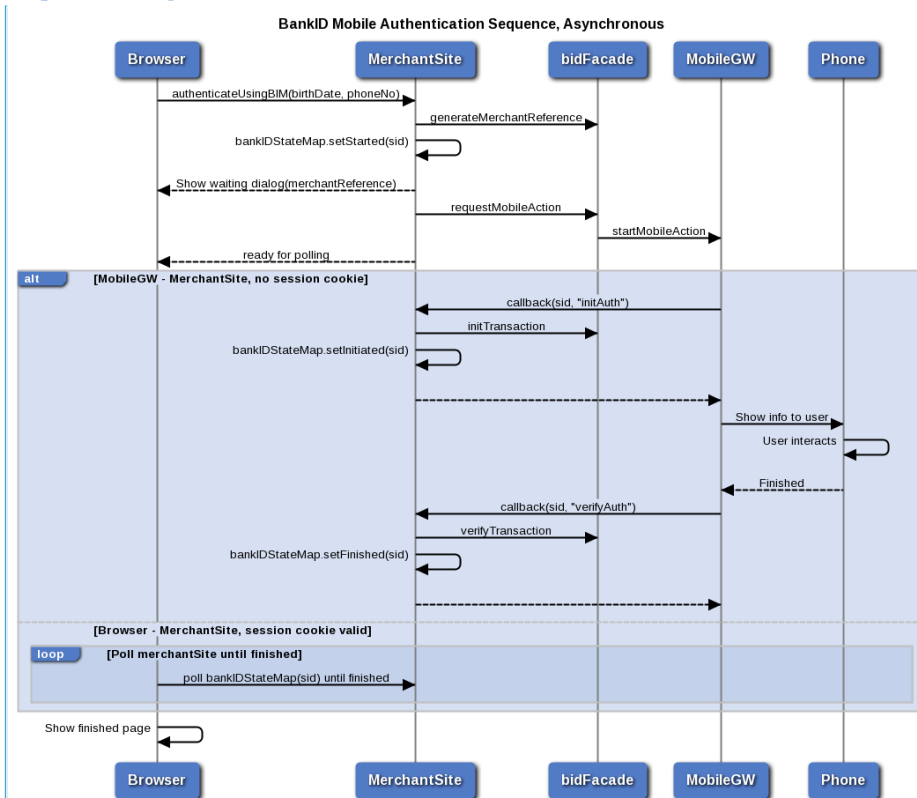 BankID Mobile Authentication Sequence, Asynchronous
Browser MerchantSite bidFacade MobileGW Phone
authenticateUsingBIM(birthDate, phoneNo)
generateMerchantReference
bankIDStateMap.setStarted(sid)
Show waiting dialog(merchantReference)
requestMobileAction
startMobileAction
ready for polling
alt [MobileGW - MerchantSite, no session cookie]
callback(sid, "initAuth")
initTransaction
bankIDStateMap.setInitiated(sid)
Show info to user
User interacts
Finished
callback(sid, "verifyAuth")
verifyTransaction
bankIDStateMap.setFinished(sid)
[Browser - MerchantSite, session cookie valid]
loop [Poll merchantSite until finished]
poll bankIDStateMap(sid) until finished
Show finished page
Browser MerchantSite bidFacade MobileGW Phone